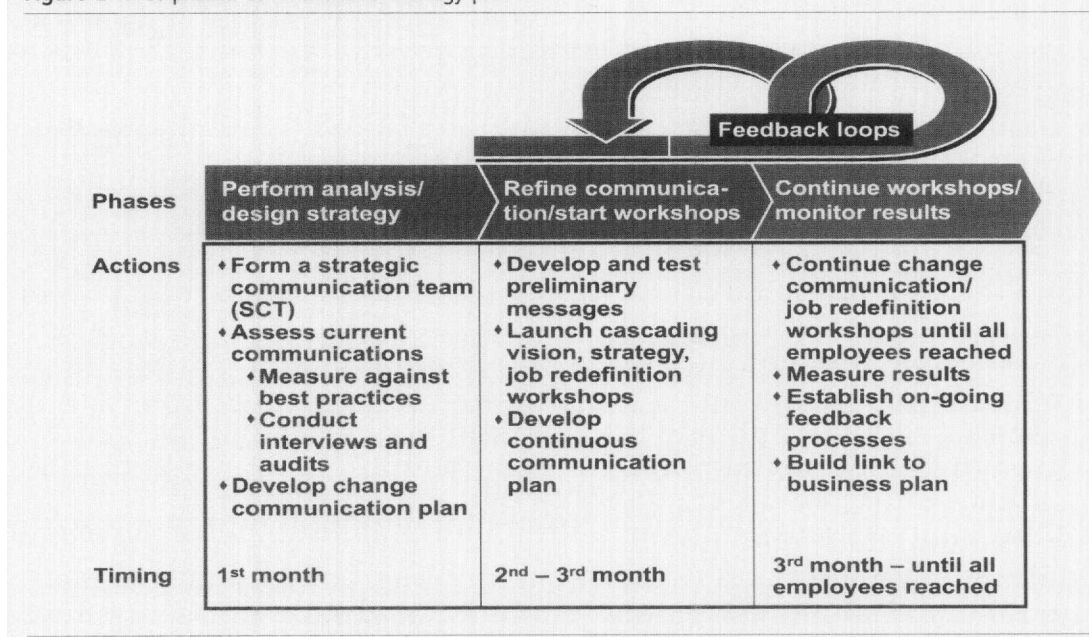 Feedback loops
Phases
Perform analysis/
design strategy
Refine communica-
tion/start workshops
Continue workshops/
monitor results
Actions
♦ Form a strategic
communication team
(SCT)
♦ Assess current
communications
♦ Measure against
best practices
♦ Conduct
interviews and
audits
♦ Develop change
communication plan
♦ Develop and test
preliminary
messages
♦ Launch cascading
vision, strategy,
job redefinition
workshops
♦ Develop
continuous
communication
plan
♦ Continue change
communication/
job redefinition
workshops until all
employees reached
♦ Measure results
♦ Establish on-going
feedback
processes
♦ Build link to
business plan
Timing
1st month
2nd – 3rd month
3rd month – until all
employees reached